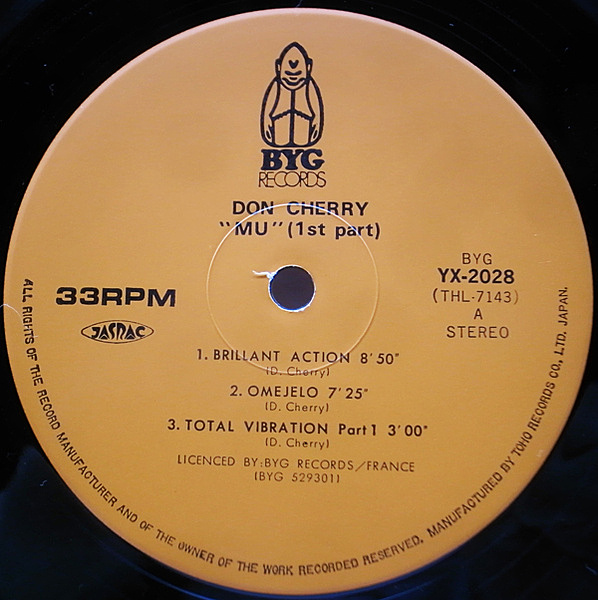 BYG
RECORDS
DON CHERRY
"MU" (1st part)
BYG
YX-2028
(THL-7143)
A
STEREO
33RPM
JASRAC
1. BRILLANT ACTION 8'50"
(D. Cherry)
2. OMEJELO 7'25"
(D. Cherry)
3. TOTAL VIBRATION Part 1 3'00"
(D. Cherry)
LICENCED BY: BYG RECORDS/FRANCE
(BYG 529301)
ALL RIGHTS OF THE RECORD MANUFACTURER AND OF THE OWNER OF THE WORK RECORDED RESERVED. MANUFACTURED BY TOHO RECORDS CO., LTD. JAPAN.